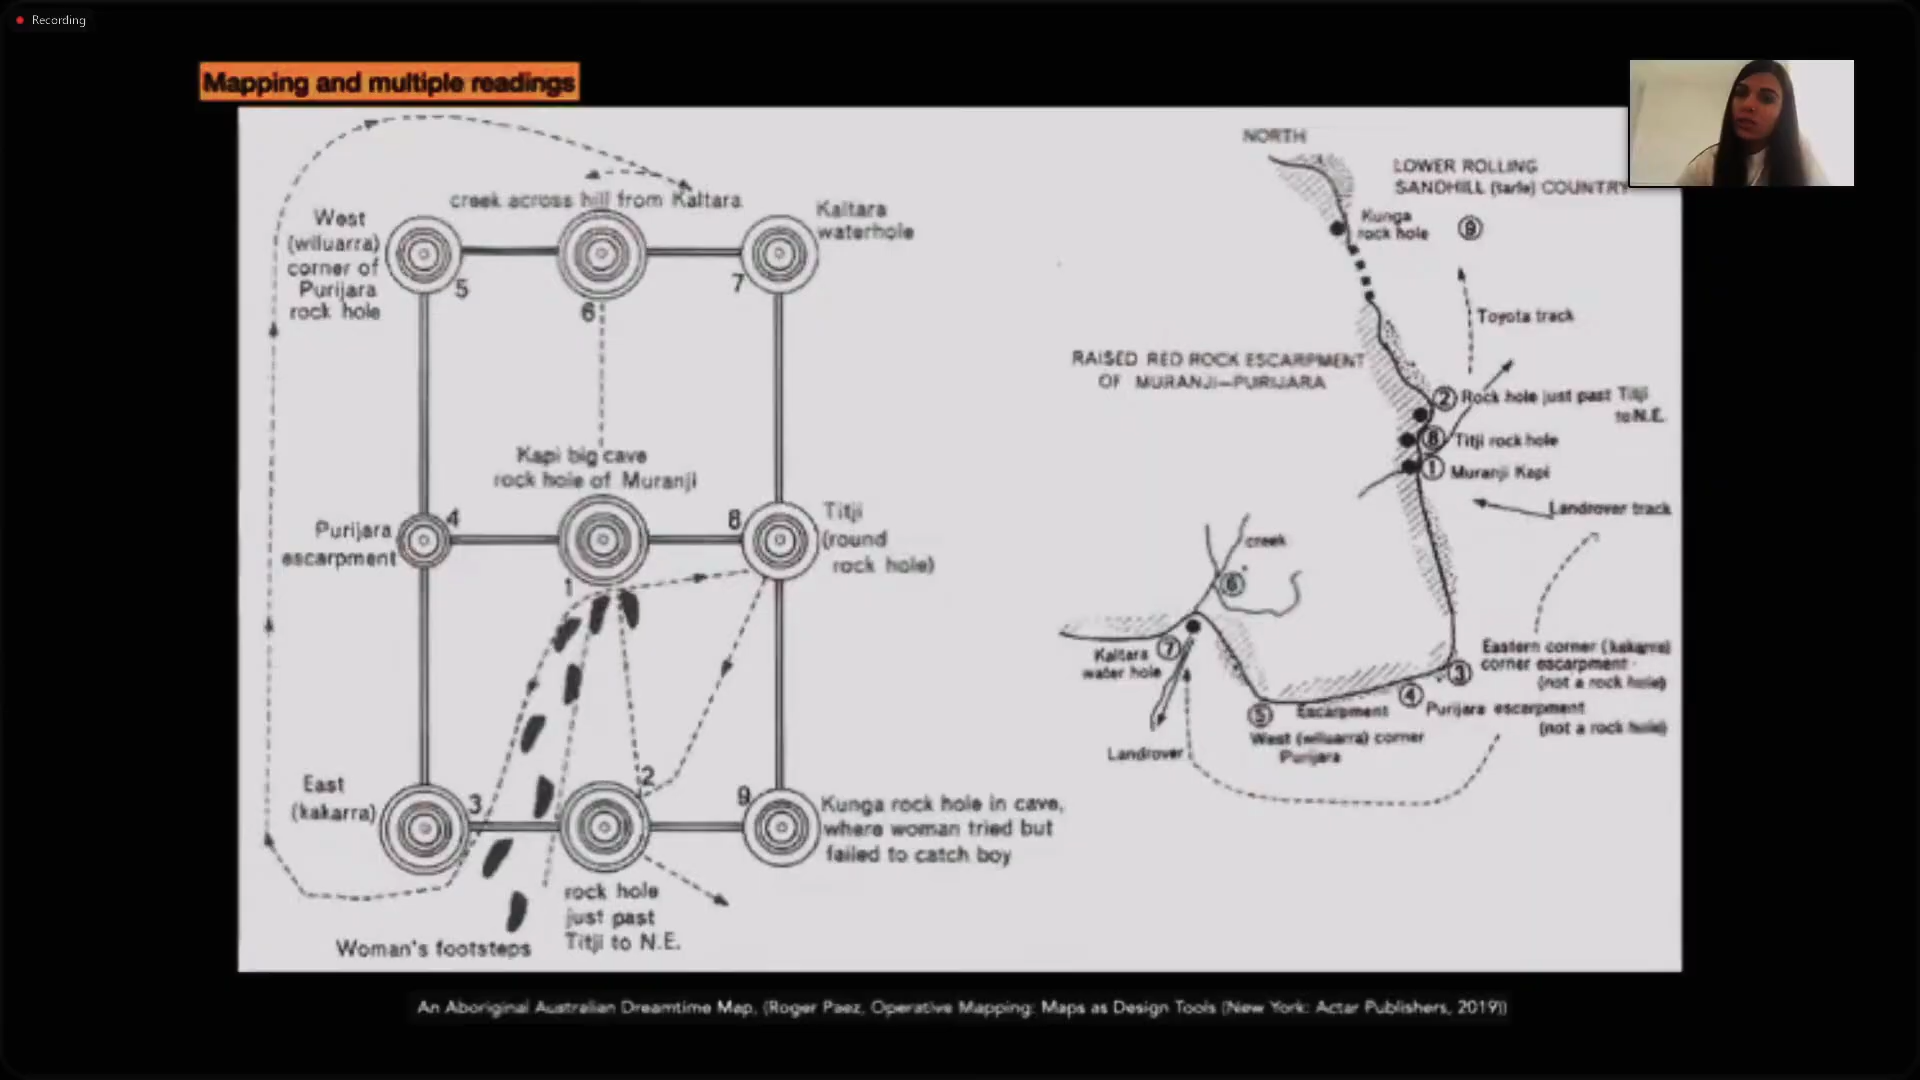 Recording
Mapping and multiple readings
creek across hill from Kaltara
West
(wiluarra)
corner of
Purijara
rock hole
5
6
7
Kaltara
waterhole
Kapi big cave
rock hole of Muranji
Purijara
escarpment
4
1
8
Titji
(round
rock hole)
East
(kakarra)
3
2
9
Kunga rock hole in cave,
where woman tried but
failed to catch boy
rock hole
just past
Titji to N.E.
Woman's footsteps
NORTH
LOWER ROLLING
SANDHILL (tarle) COUNTRY
Kunga
rock hole
9
Toyota track
RAISED RED ROCK ESCARPMENT
OF MURANJI—PURIJARA
2 Rock hole just past Titji
to N.E.
8 Titji rock hole
1 Muranji Kapi
Landrover track
creek
6
7
Kaltara
water hole
Landrover
Eastern corner (kakarra)
corner escarpment
(not a rock hole)
3
4
Purijara escarpment
(not a rock hole)
5
Escarpment
West (wiluarra) corner
Purijara
An Aboriginal Australian Dreamtime Map, (Roger Paez, Operative Mapping: Maps as Design Tools (New York: Actar Publishers, 2019))